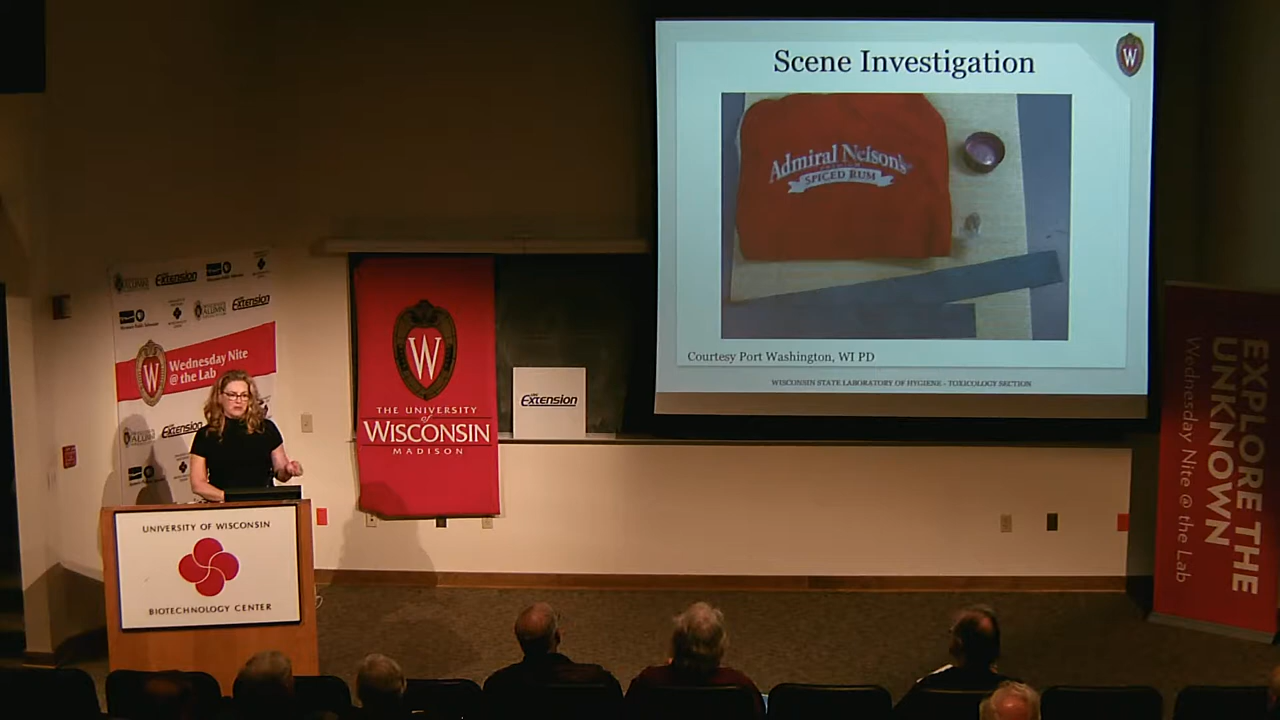 Scene Investigation
W
Admiral Nelson's
PREMIUM
SPICED RUM
Courtesy Port Washington, WI PD
WISCONSIN STATE LABORATORY OF HYGIENE - TOXICOLOGY SECTION
Extension
Extension
Wednesday Nite
@ the Lab
Extension
W
THE UNIVERSITY
of
WISCONSIN
MADISON
Extension
UNIVERSITY OF WISCONSIN
BIOTECHNOLOGY CENTER
EXPLORE THE
UNKNOWN
Wednesday Nite @ the Lab